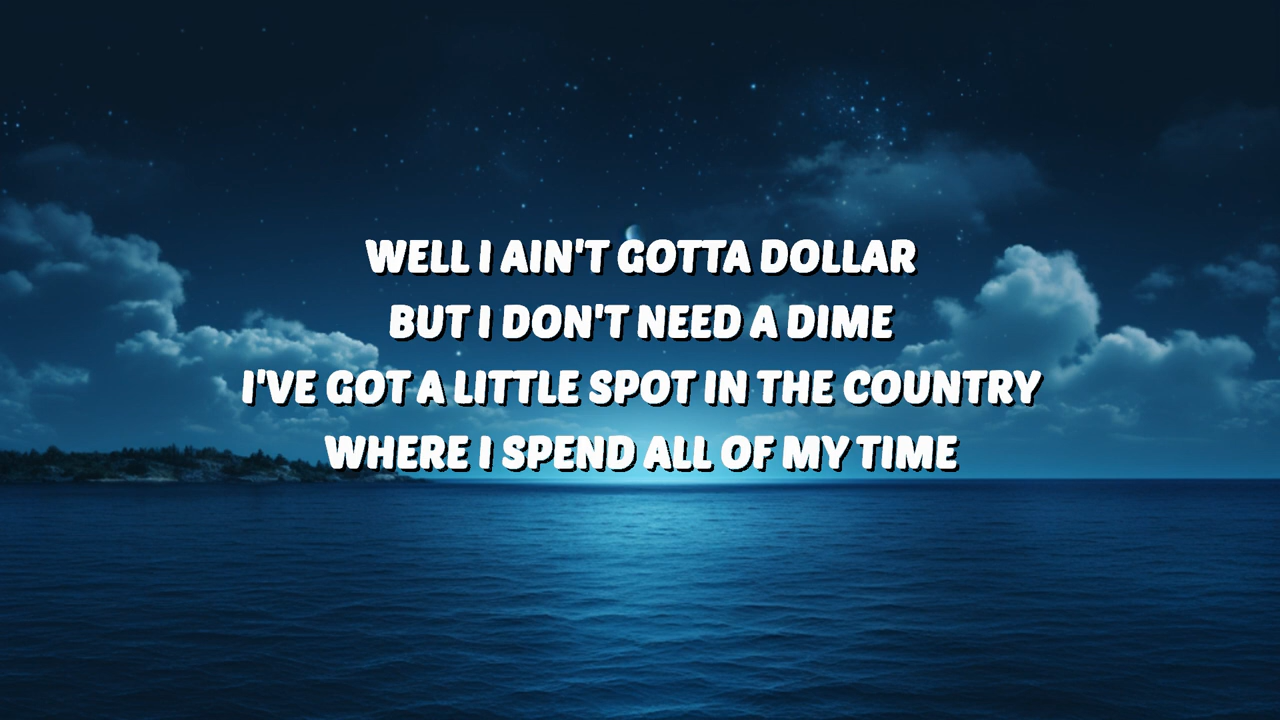 WELL I AIN'T GOTTA DOLLAR
BUT I DON'T NEED A DIME
I'VE GOT A LITTLE SPOT IN THE COUNTRY
WHERE I SPEND ALL OF MY TIME